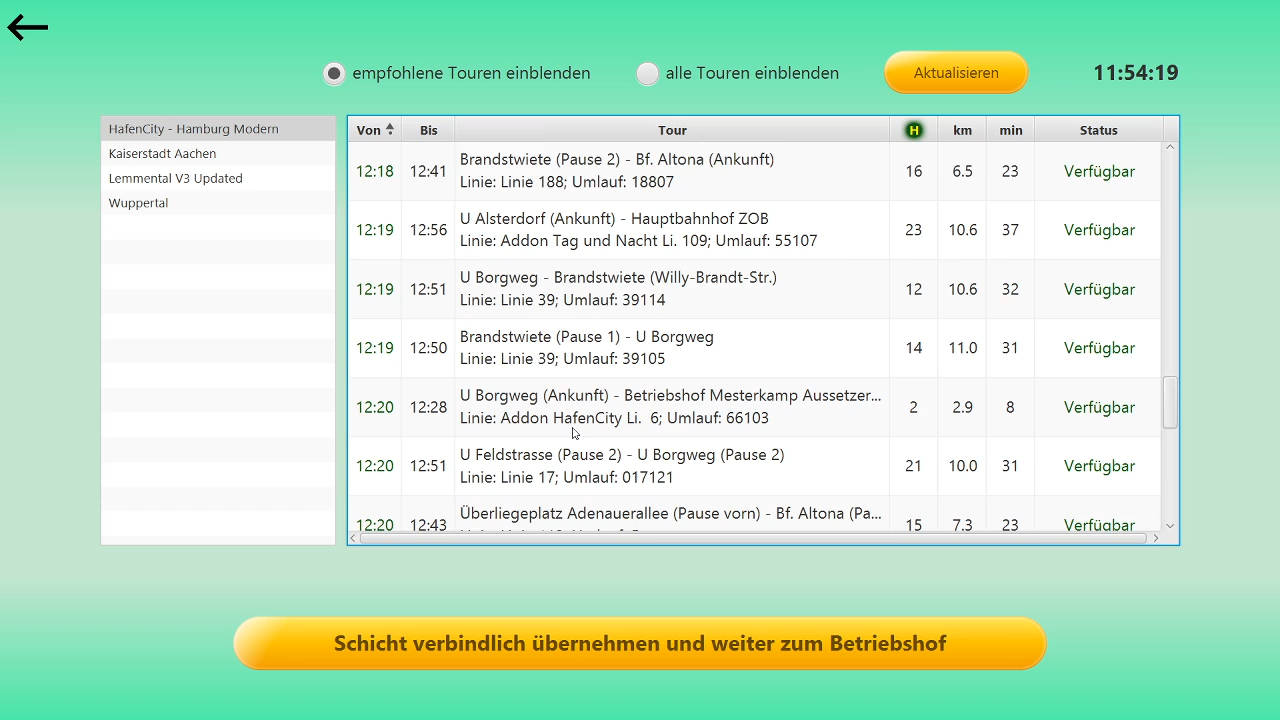 empfohlene Touren einblenden
alle Touren einblenden
Aktualisieren
11:54:19
HafenCity - Hamburg Modern
Kaiserstadt Aachen
Lemmental V3 Updated
Wuppertal
Von Bis Tour H km min Status
12:18 12:41 Brandstwiete (Pause 2) - Bf. Altona (Ankunft) 16 6.5 23 Verfügbar
Linie: Linie 188; Umlauf: 18807
12:19 12:56 U Alsterdorf (Ankunft) - Hauptbahnhof ZOB 23 10.6 37 Verfügbar
Linie: Addon Tag und Nacht Li. 109; Umlauf: 55107
12:19 12:51 U Borgweg - Brandstwiete (Willy-Brandt-Str.) 12 10.6 32 Verfügbar
Linie: Linie 39; Umlauf: 39114
12:19 12:50 Brandstwiete (Pause 1) - U Borgweg 14 11.0 31 Verfügbar
Linie: Linie 39; Umlauf: 39105
12:20 12:28 U Borgweg (Ankunft) - Betriebshof Mesterkamp Aussetzer... 2 2.9 8 Verfügbar
Linie: Addon HafenCity Li. 6; Umlauf: 66103
12:20 12:51 U Feldstrasse (Pause 2) - U Borgweg (Pause 2) 21 10.0 31 Verfügbar
Linie: Linie 17; Umlauf: 017121
12:20 12:43 Überliegeplatz Adenauerallee (Pause vorn) - Bf. Altona (Pa... 15 7.3 23 Verfügbar
Schicht verbindlich übernehmen und weiter zum Betriebshof